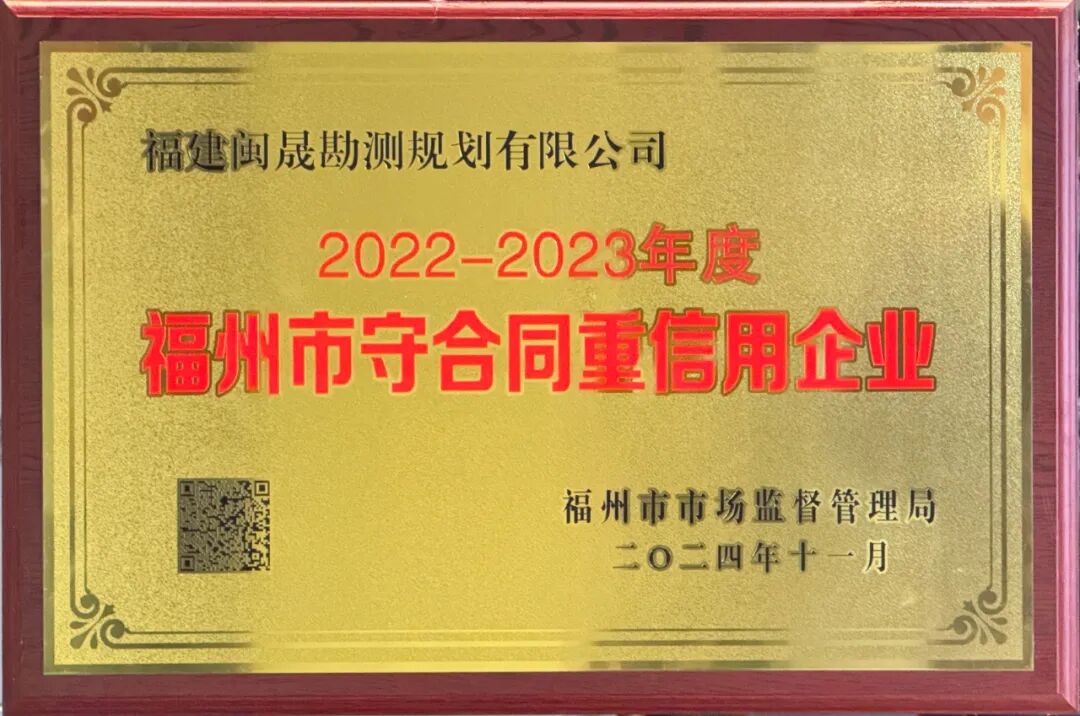 福建闽晟勘测规划有限公司
2022-2023年度
福州市守合同重信用企业
福州市市场监督管理局
二〇二四年十一月